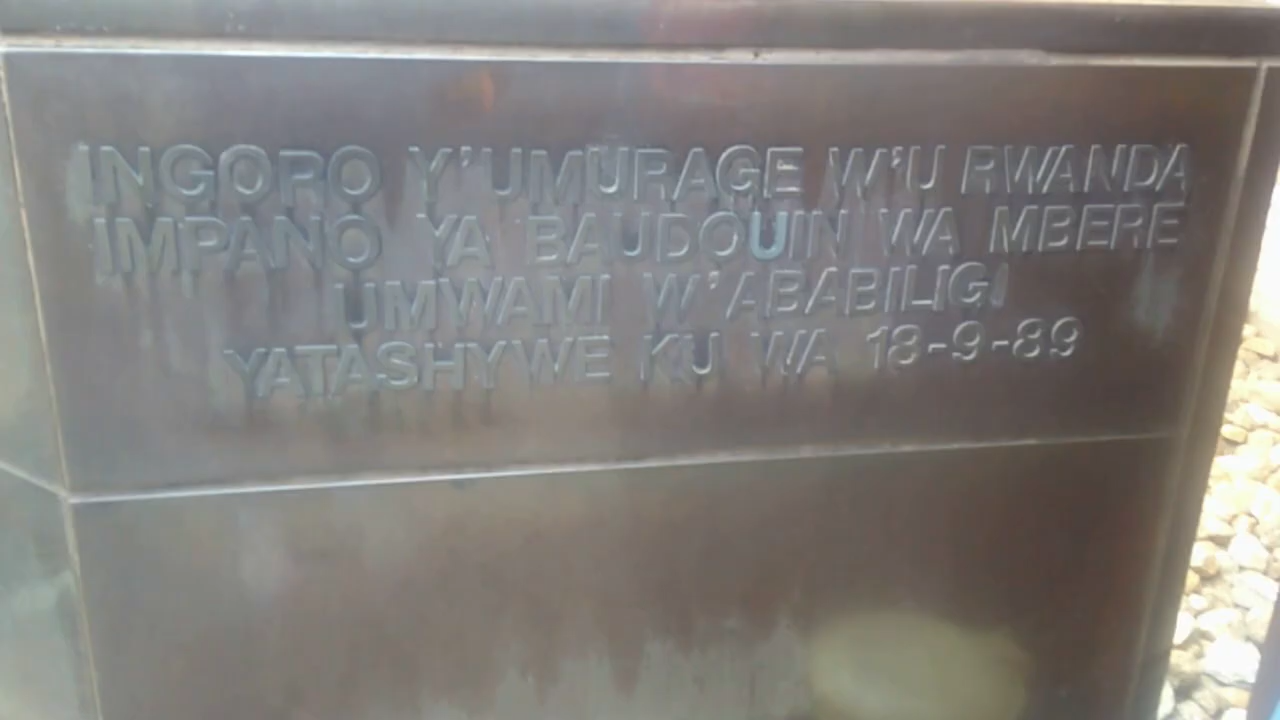 INGORO Y'UMURAGE W'U RWANDA
IMPANO YA BAUDOUIN WA MBERE
UMWAMI W'ABABILIGI
YATASHYWE KU WA 18-9-89